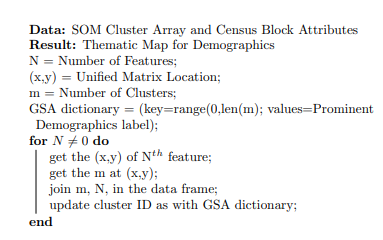 Data: SOM Cluster Array and Census Block Attributes
Result: Thematic Map for Demographics
N = Number of Features;
(x,y) = Unified Matrix Location;
m = Number of Clusters;
GSA dictionary = (key=range(0,len(m); values=Prominent
Demographics label);
for N ≠ 0 do
get the (x,y) of Nᵗʰ feature;
get the m at (x,y);
join m, N, in the data frame;
update cluster ID as with GSA dictionary;
end